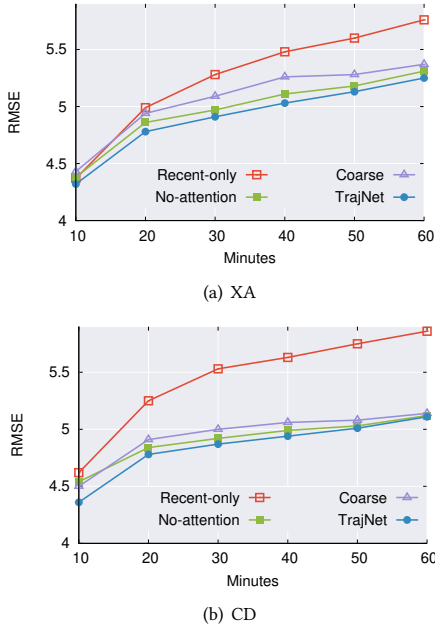 5.5
5
4.5
4
RMSE
Recent-only
Coarse
No-attention
TrajNet
10 20 30 40 50 60
Minutes
(a) XA
5.5
5
4.5
4
RMSE
Recent-only
Coarse
No-attention
TrajNet
10 20 30 40 50 60
Minutes
(b) CD